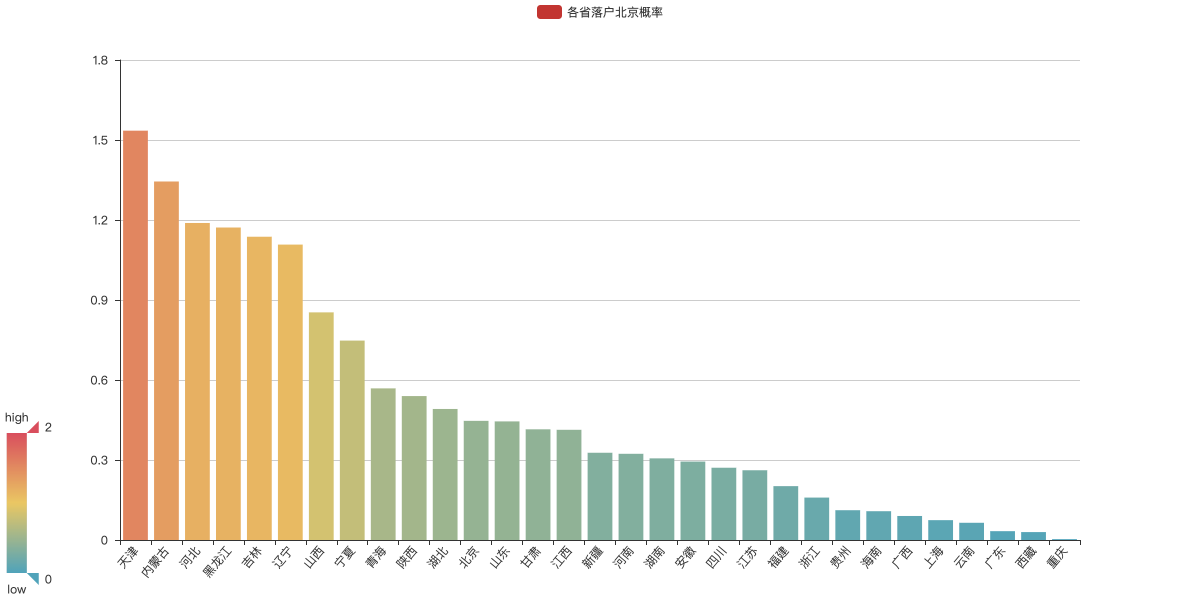 各省落户北京概率
1.8
1.5
1.2
0.9
0.6
0.3
0
天津
内蒙古
河北
黑龙江
吉林
辽宁
山西
宁夏
青海
陕西
湖北
北京
山东
甘肃
江西
新疆
河南
湖南
安徽
四川
江苏
福建
浙江
贵州
海南
广西
上海
云南
广东
西藏
重庆
high
2
0
low